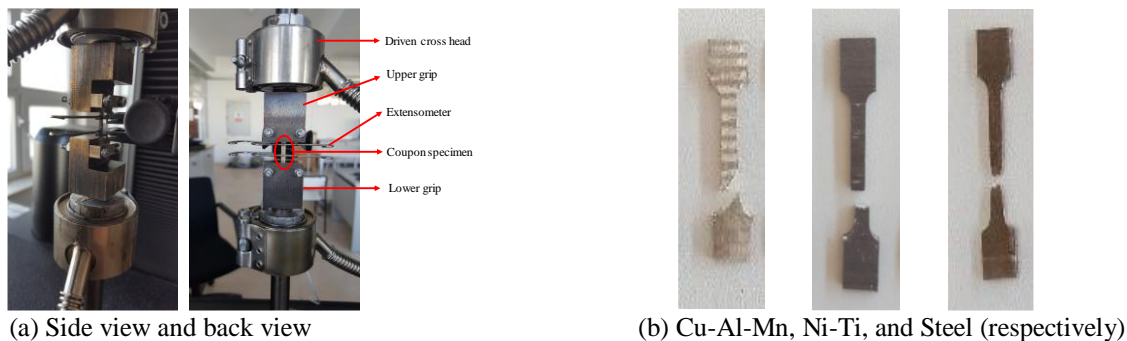 Driven cross head
Upper grip
Extensometer
Coupon specimen
Lower grip
(a) Side view and back view
(b) Cu-Al-Mn, Ni-Ti, and Steel (respectively)